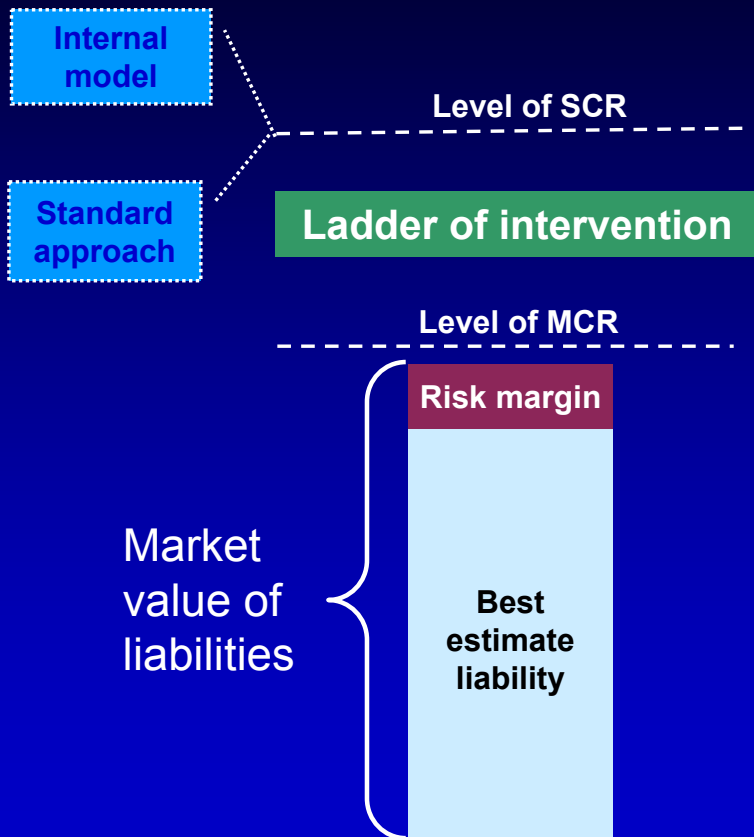 Internal
model
Level of SCR
Standard
approach
Ladder of intervention
Level of MCR
Risk margin
Market
value of
liabilities
Best
estimate
liability